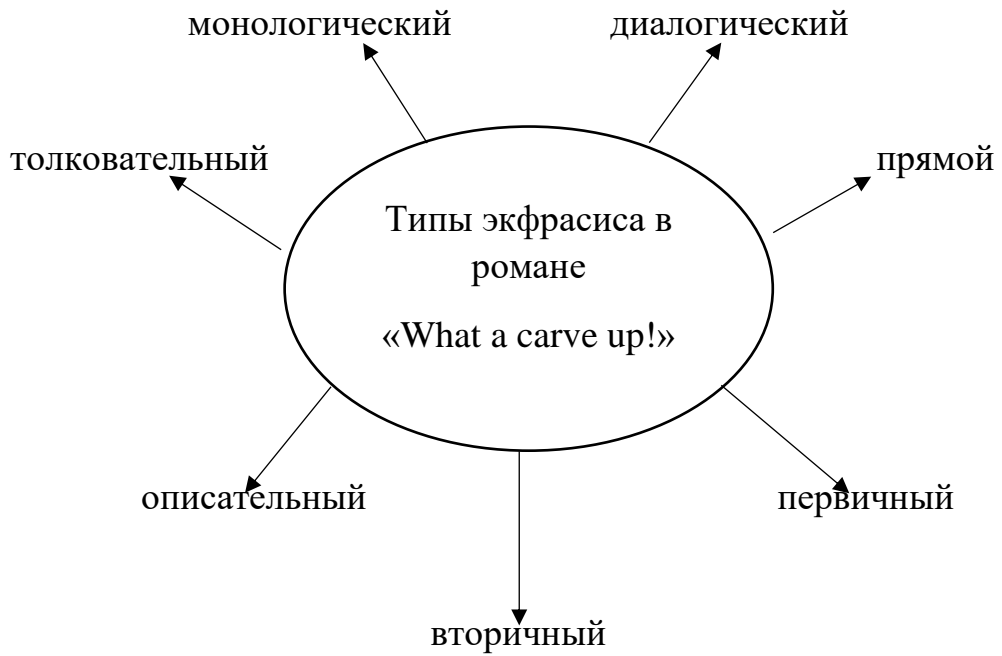 монологический
диалогический
толковательный
прямой
Типы экфрасиса в
романе
«What a carve up!»
описательный
первичный
вторичный